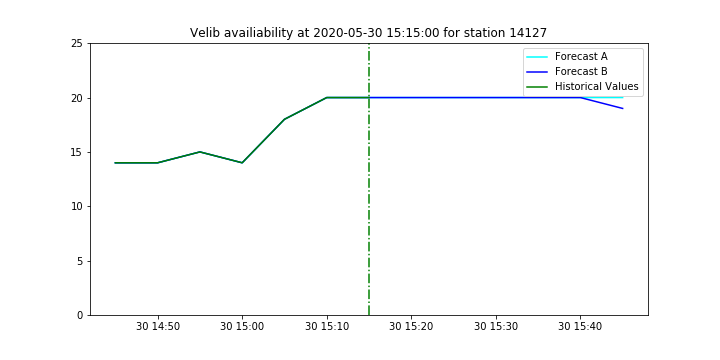 Velib availiability at 2020-05-30 15:15:00 for station 14127
25
20
15
10
5
0
Forecast A
Forecast B
Historical Values
30 14:50 30 15:00 30 15:10 30 15:20 30 15:30 30 15:40